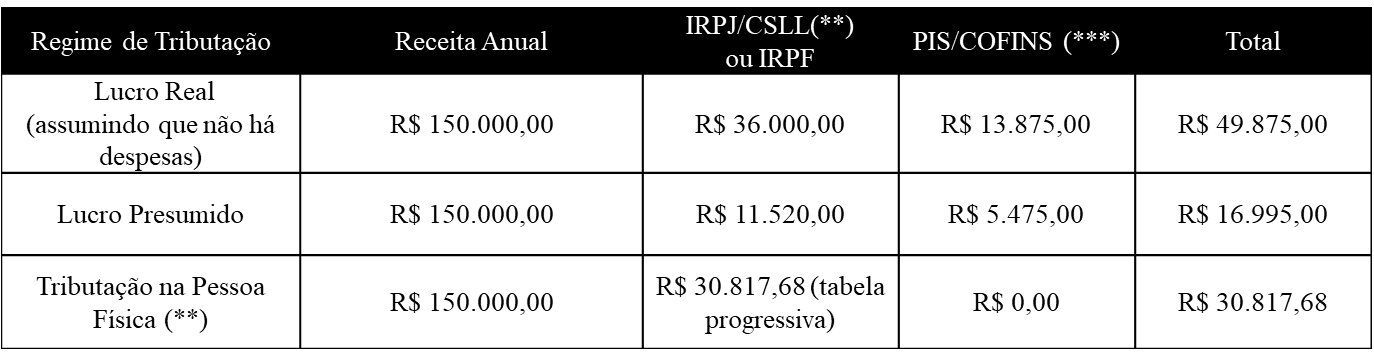 Regime de Tributação
Receita Anual
IRPJ/CSLL(**)
ou IRPF
PIS/COFINS (***)
Total
Lucro Real
(assumindo que não há
despesas)
R$ 150.000,00
R$ 36.000,00
R$ 13.875,00
R$ 49.875,00
Lucro Presumido
R$ 150.000,00
R$ 11.520,00
R$ 5.475,00
R$ 16.995,00
Tributação na Pessoa
Física (**)
R$ 150.000,00
R$ 30.817,68 (tabela
progressiva)
R$ 0,00
R$ 30.817,68